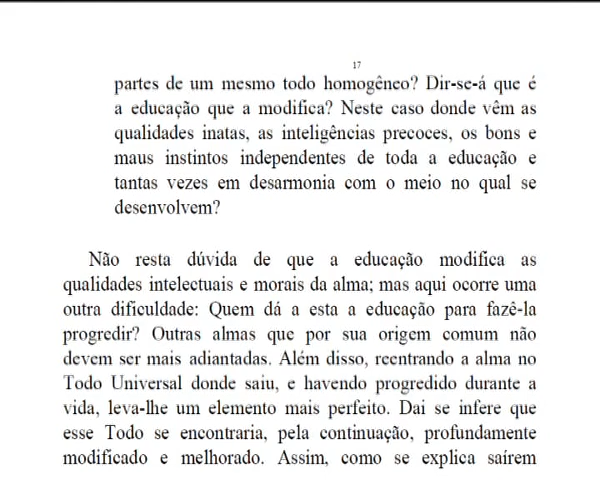 17
partes de um mesmo todo homogêneo? Dir-se-á que é
a educação que a modifica? Neste caso donde vêm as
qualidades inatas, as inteligências precoces, os bons e
maus instintos independentes de toda a educação e
tantas vezes em desarmonia com o meio no qual se
desenvolvem?
Não resta dúvida de que a educação modifica as
qualidades intelectuais e morais da alma; mas aqui ocorre uma
outra dificuldade: Quem dá a esta a educação para fazê-la
progredir? Outras almas que por sua origem comum não
devem ser mais adiantadas. Além disso, reentrando a alma no
Todo Universal donde saiu, e havendo progredido durante a
vida, leva-lhe um elemento mais perfeito. Dai se infere que
esse Todo se encontraria, pela continuação, profundamente
modificado e melhorado. Assim, como se explica saírem